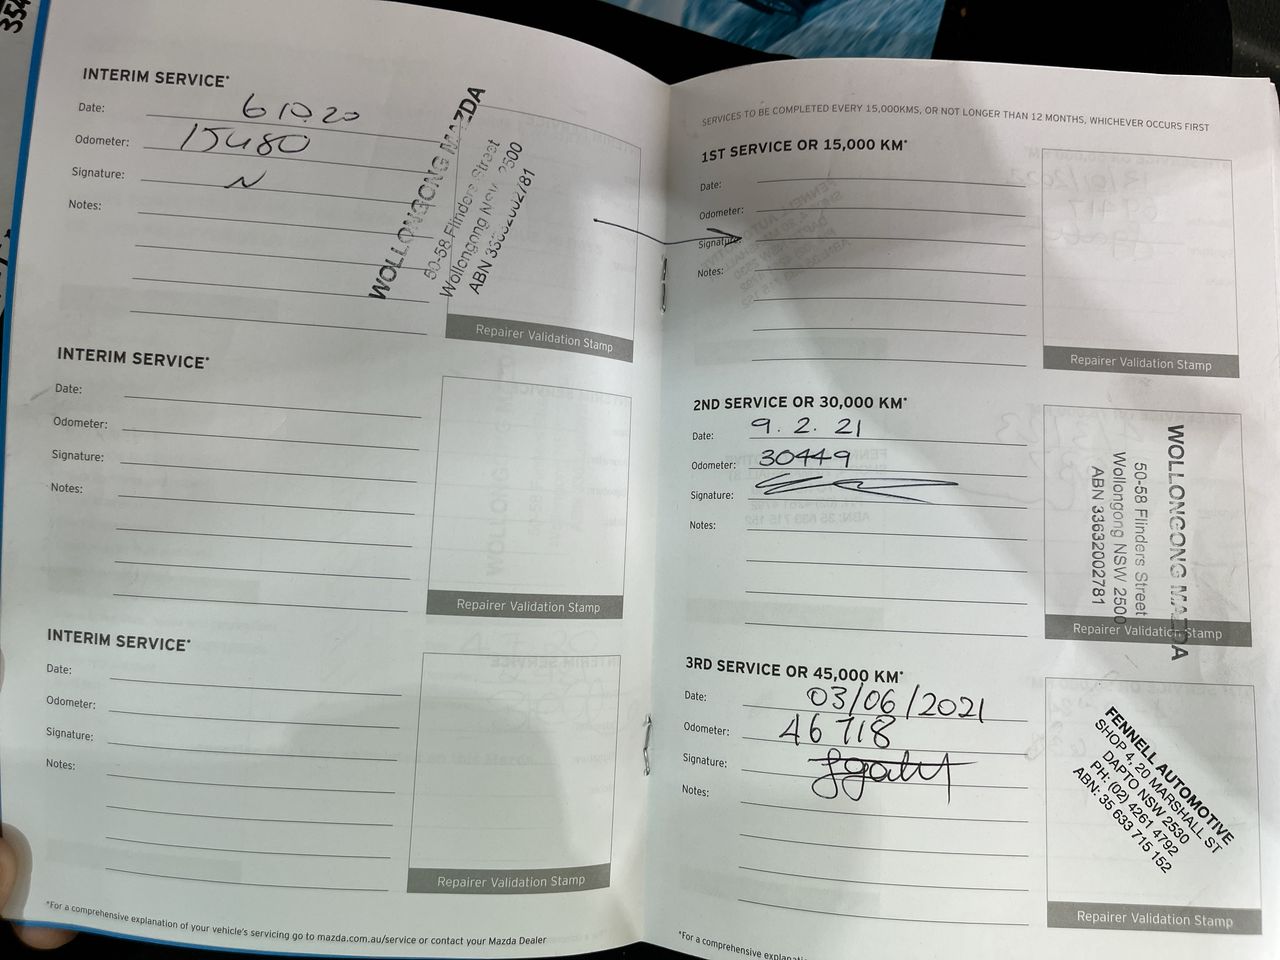 INTERIM SERVICE*
Date: 6 10 20
Odometer: 15480
Signature:
Notes:
WOLLONGONG MAZDA
50-58 Flinders Street
Wollongong NSW 2500
ABN 33632002781
Repairer Validation Stamp
INTERIM SERVICE*
Date:
Odometer:
Signature:
Notes:
Repairer Validation Stamp
INTERIM SERVICE*
Date:
Odometer:
Signature:
Notes:
Repairer Validation Stamp
*For a comprehensive explanation of your vehicle's servicing go to mazda.com.au/service or contact your Mazda Dealer
SERVICES TO BE COMPLETED EVERY 15,000KMS, OR NOT LONGER THAN 12 MONTHS, WHICHEVER OCCURS FIRST
1ST SERVICE OR 15,000 KM*
Date:
Odometer:
Signature:
Notes:
Repairer Validation Stamp
2ND SERVICE OR 30,000 KM*
Date: 9. 2. 21
Odometer: 30449
Signature:
Notes:
WOLLONGONG MAZDA
50-58 Flinders Street
Wollongong NSW 2500
ABN 33632002781
Repairer Validation Stamp
3RD SERVICE OR 45,000 KM*
Date: 03/06/2021
Odometer: 46718
Signature:
Notes:
FENNELL AUTOMOTIVE
SHOP 4, 20 MARSHALL ST
DAPTO NSW 2530
PH: (02) 4261 4792
ABN: 35 633 715 152
Repairer Validation Stamp
*For a comprehensive
354